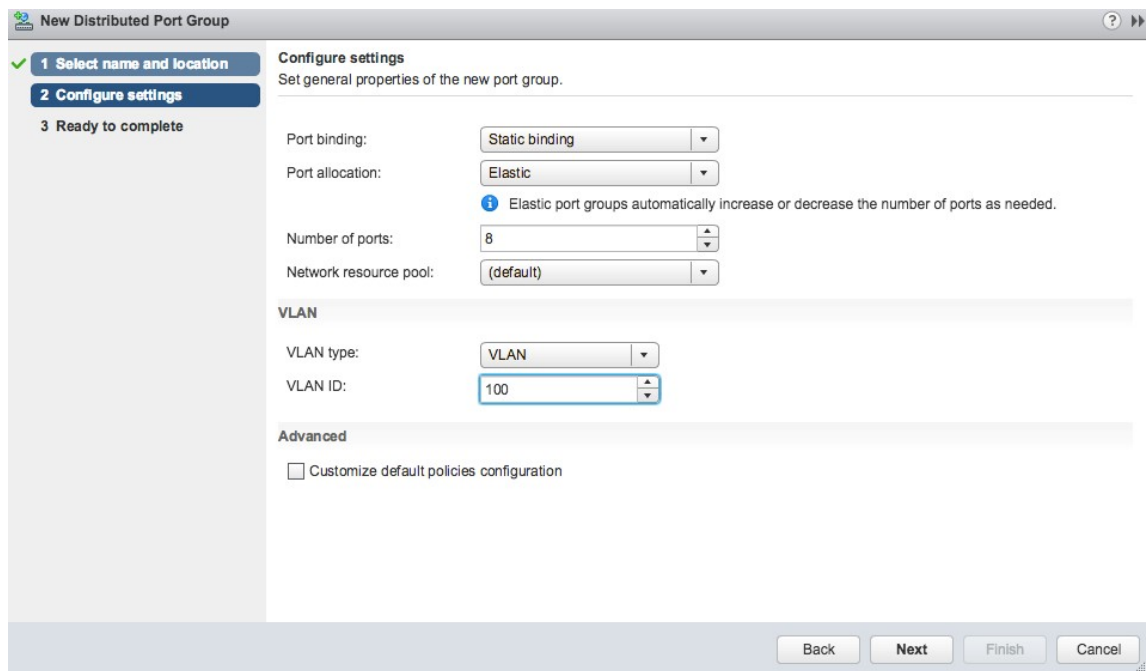 New Distributed Port Group
1 Select name and location
2 Configure settings
3 Ready to complete
Configure settings
Set general properties of the new port group.
Port binding: Static binding
Port allocation: Elastic
Elastic port groups automatically increase or decrease the number of ports as needed.
Number of ports: 8
Network resource pool: (default)
VLAN
VLAN type: VLAN
VLAN ID: 100
Advanced
Customize default policies configuration
Back Next Finish Cancel